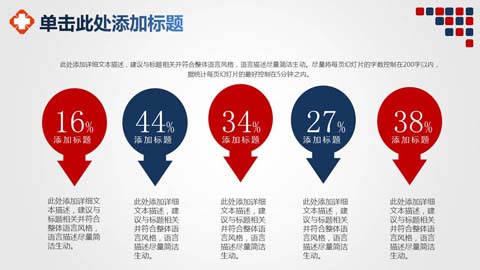 单击此处添加标题
此处添加详细文本描述，建议与标题相关并符合整体语言风格，语言描述尽量简洁生动。尽量将每页幻灯片的字数控制在200字以内，
据统计每页幻灯片的最好控制在5分钟之内。
16% 44% 34% 27% 38%
添加标题 添加标题 添加标题 添加标题 添加标题
此处添加详细文
本描述，建议与
标题相关并符合
整体语言风格，
语言描述尽量简
洁生动。
此处添加详细
文本描述，建
议与标题相关
并符合整体语
言风格，语言
描述尽量简洁
生动。
此处添加详细
文本描述，建
议与标题相关
并符合整体语
言风格，语言
描述尽量简洁
生动。
此处添加详细
文本描述，建
议与标题相关
并符合整体语
言风格，语言
描述尽量简洁
生动。
此处添加详细
文本描述，建
议与标题相关
并符合整体语
言风格，语言
描述尽量简洁
生动。